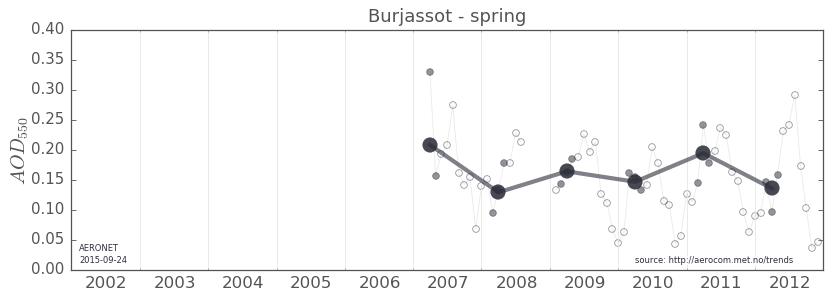 Burjassot - spring
0.40
0.35
0.30
0.25
0.20
0.15
0.10
0.05
0.00
AOD550
AERONET
2015-09-24
source: http://aerocom.met.no/trends
2002 2003 2004 2005 2006 2007 2008 2009 2010 2011 2012